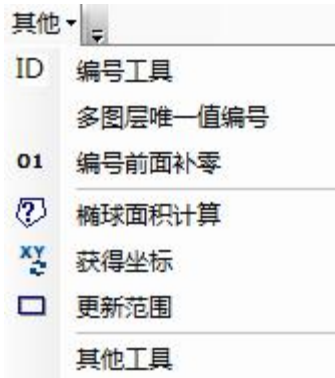 其他
ID 编号工具
多图层唯一值编号
01 编号前面补零
椭球面积计算
XY 获得坐标
更新范围
其他工具